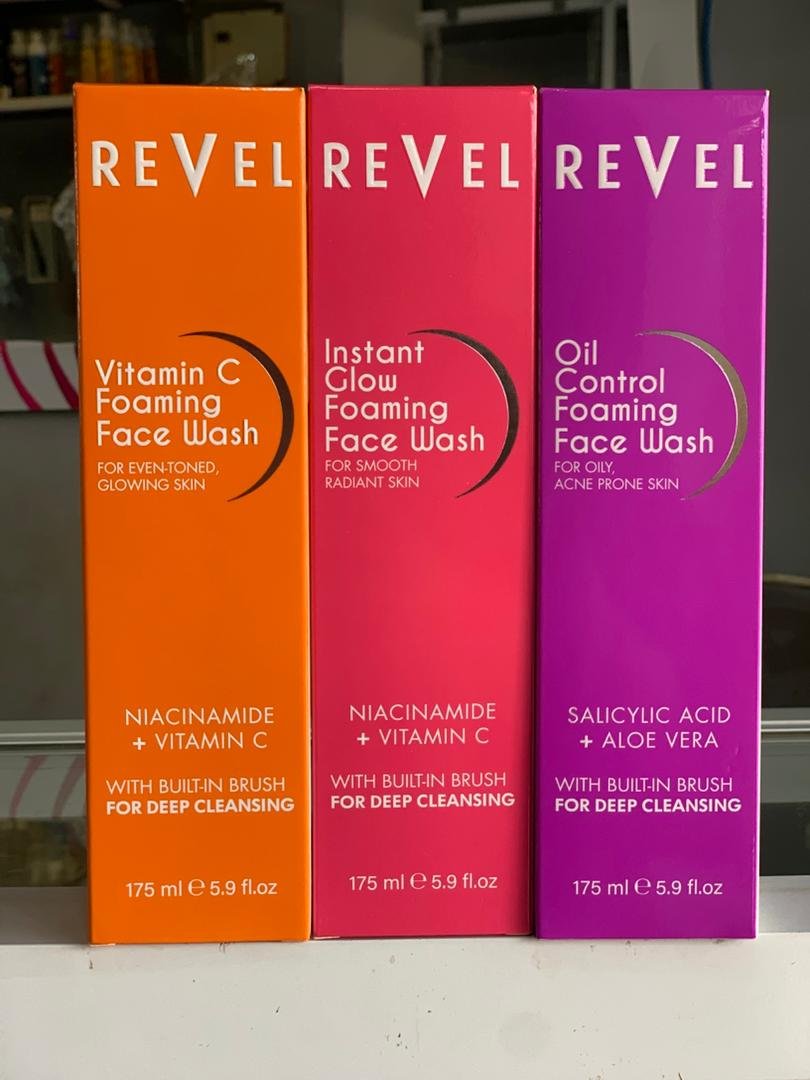 REVEL
Vitamin C
Foaming
Face Wash
FOR EVEN-TONED,
GLOWING SKIN
NIACINAMIDE
+ VITAMIN C
WITH BUILT-IN BRUSH
FOR DEEP CLEANSING
175 ml ℮ 5.9 fl.oz
REVEL
Instant
Glow
Foaming
Face Wash
FOR SMOOTH
RADIANT SKIN
NIACINAMIDE
+ VITAMIN C
WITH BUILT-IN BRUSH
FOR DEEP CLEANSING
175 ml ℮ 5.9 fl.oz
REVEL
Oil
Control
Foaming
Face Wash
FOR OILY,
ACNE PRONE SKIN
SALICYLIC ACID
+ ALOE VERA
WITH BUILT-IN BRUSH
FOR DEEP CLEANSING
175 ml ℮ 5.9 fl.oz